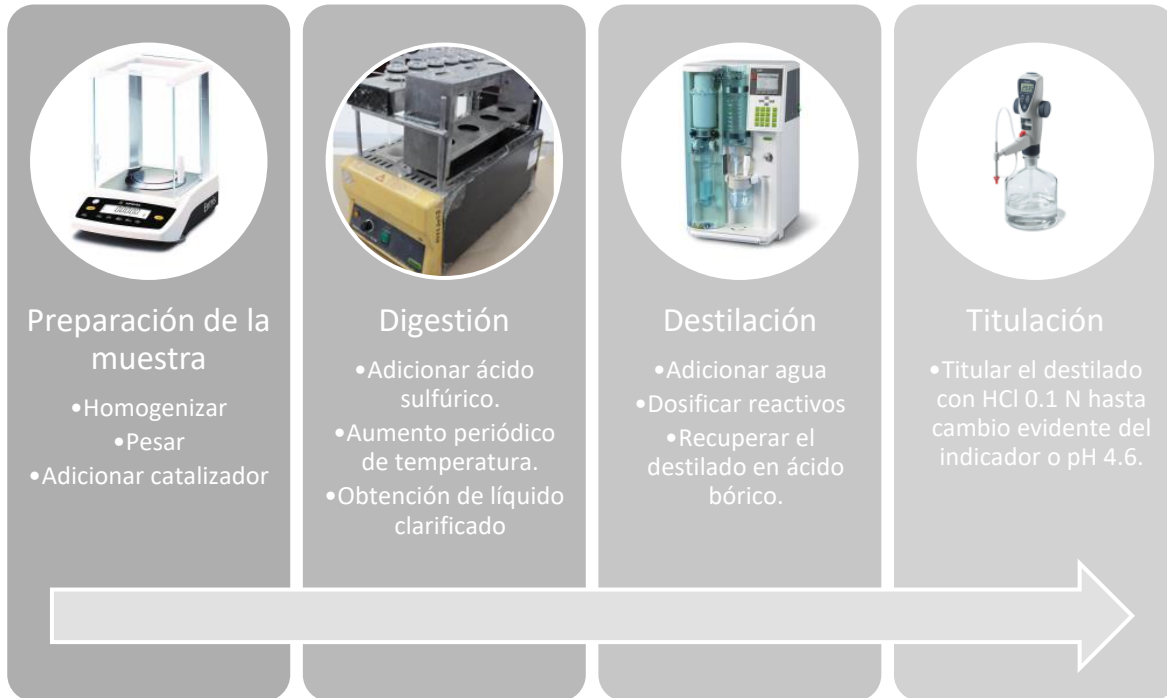 Preparación de la
muestra
•Homogenizar
•Pesar
•Adicionar catalizador
Digestión
•Adicionar ácido
sulfúrico.
•Aumento periódico
de temperatura.
•Obtención de líquido
clarificado
Destilación
•Adicionar agua
•Dosificar reactivos
•Recuperar el
destilado en ácido
bórico.
Titulación
•Titular el destilado
con HCl 0.1 N hasta
cambio evidente del
indicador o pH 4.6.